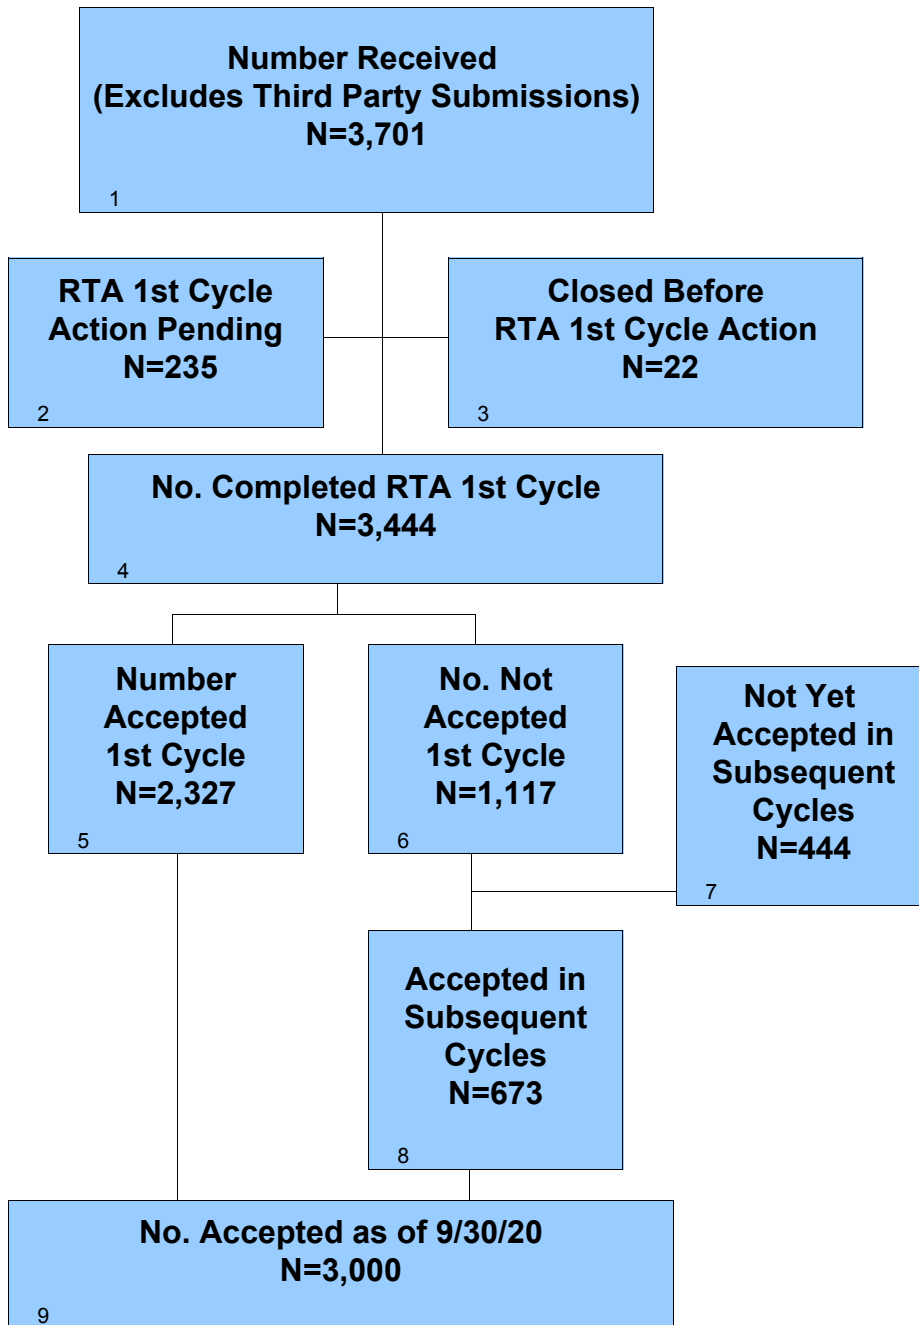 Number Received
(Excludes Third Party Submissions)
N=3,701
1
RTA 1st Cycle
Action Pending
N=235
2
Closed Before
RTA 1st Cycle Action
N=22
3
No. Completed RTA 1st Cycle
N=3,444
4
Number
Accepted
1st Cycle
N=2,327
5
No. Not
Accepted
1st Cycle
N=1,117
6
Not Yet
Accepted in
Subsequent
Cycles
N=444
7
Accepted in
Subsequent
Cycles
N=673
8
No. Accepted as of 9/30/20
N=3,000
9